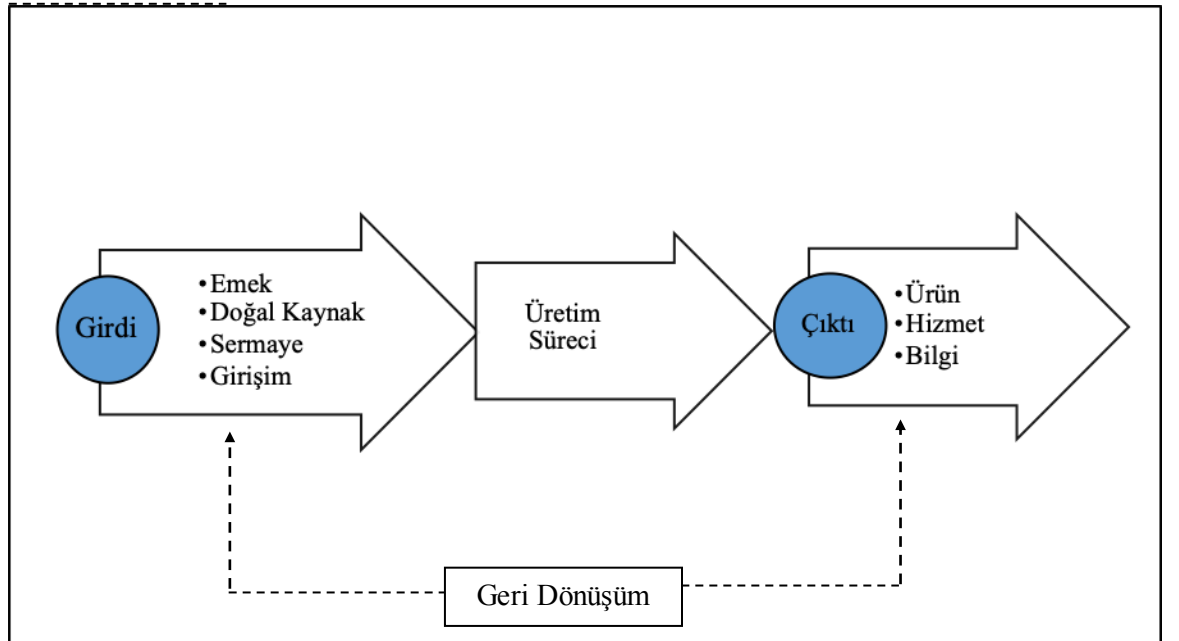 Girdi
•Emek
•Doğal Kaynak
•Sermaye
•Girişim
Üretim
Süreci
Çıktı
•Ürün
•Hizmet
•Bilgi
Geri Dönüşüm